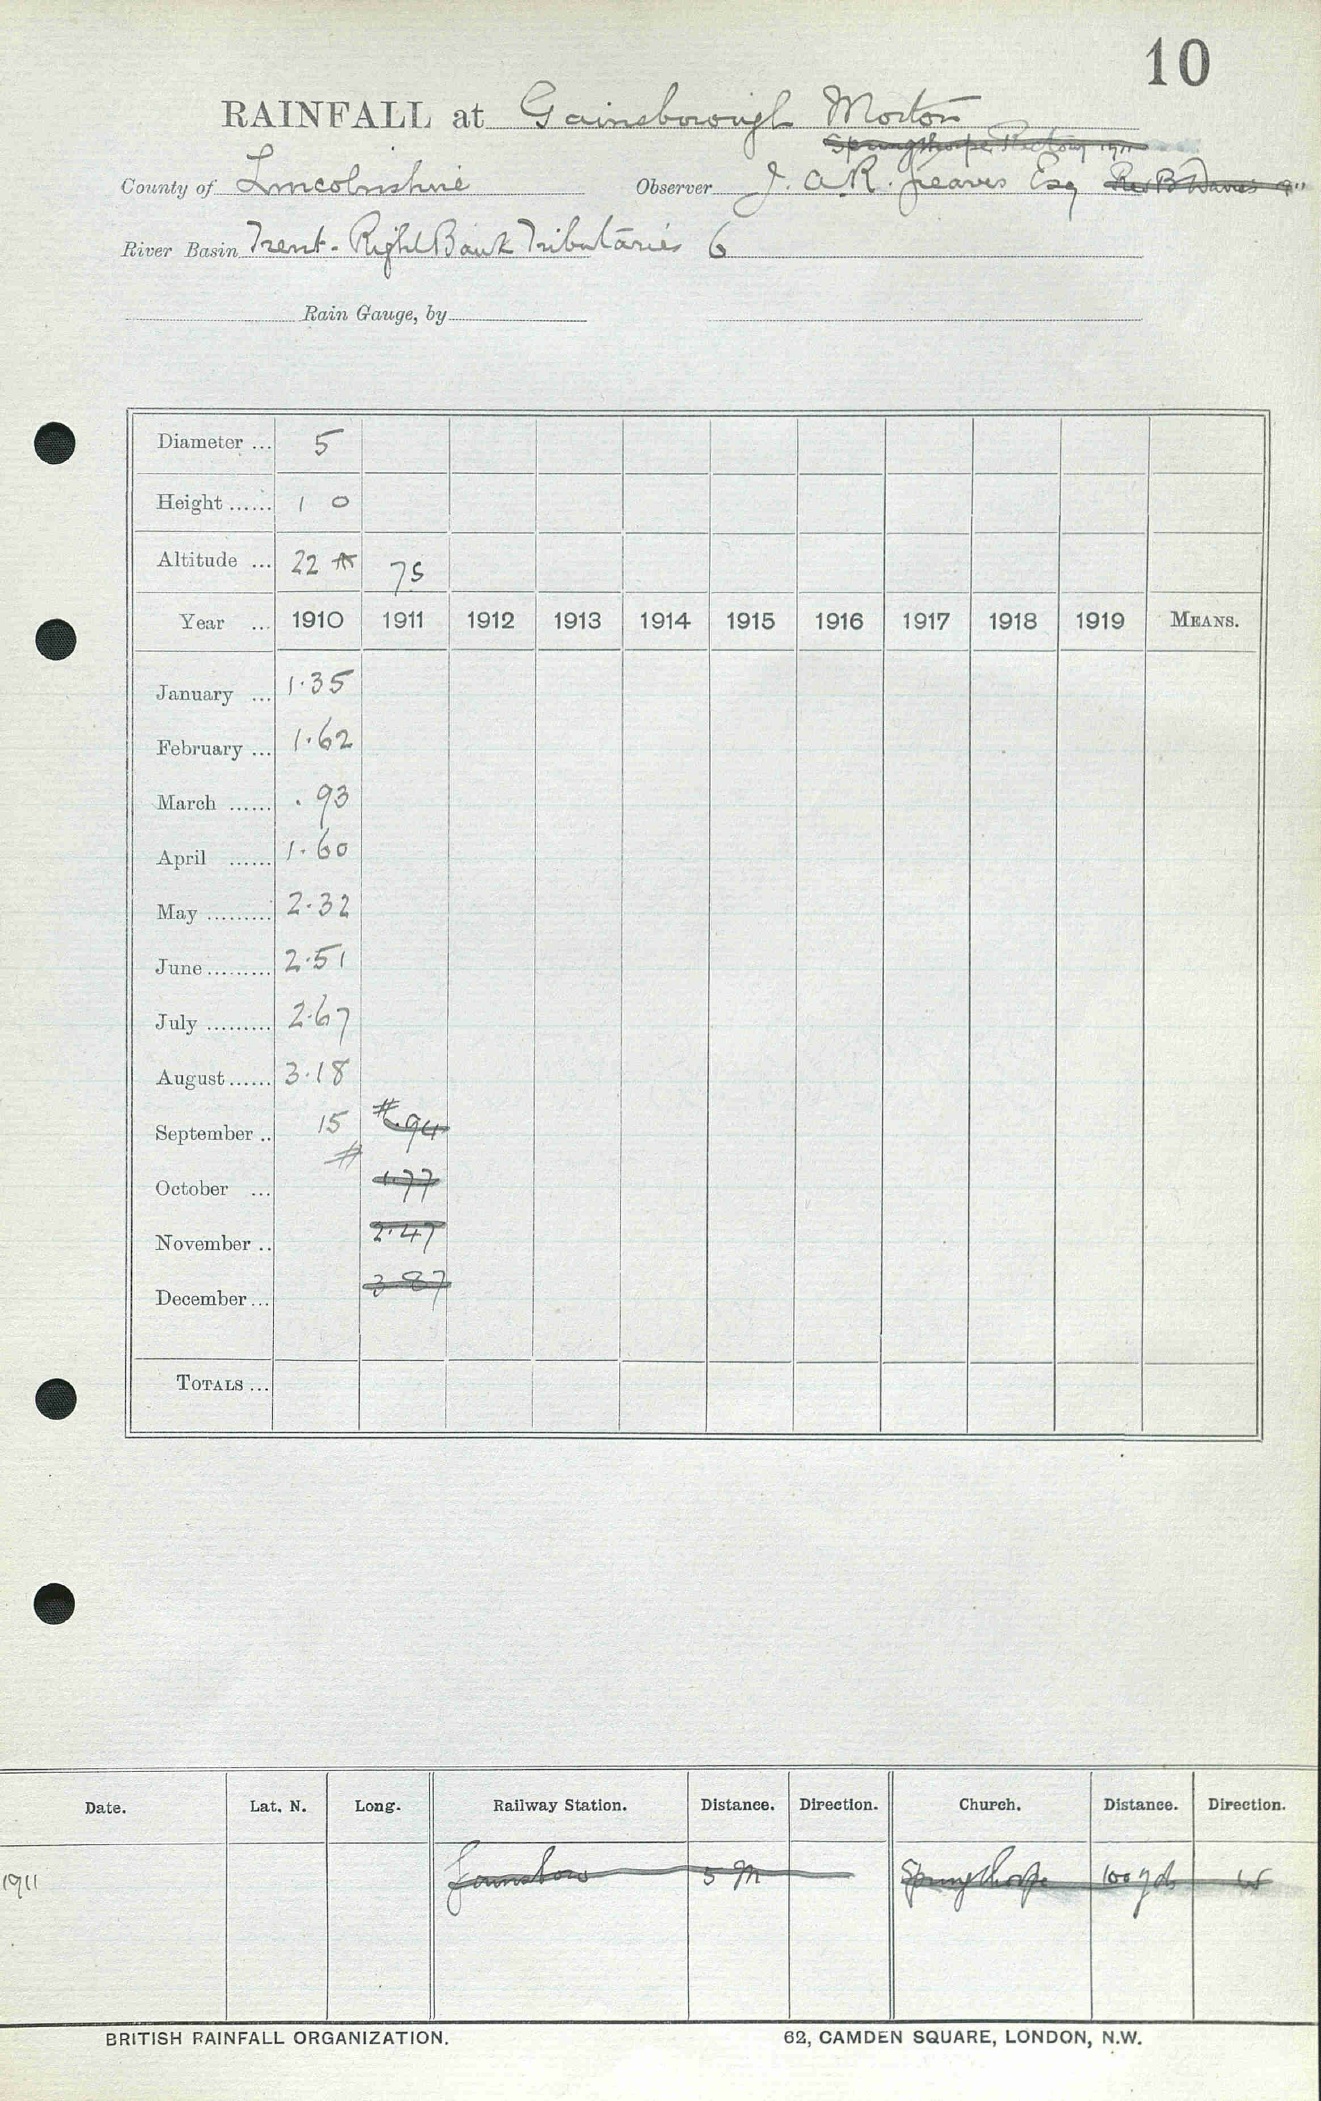 10
RAINFALL at Gainsborough Morton
Springthorpe Rectory 1911
County of Lincolnshire Observer J. A. R. Greaves Esq Rev B Davies
River Basin Trent - Right Bank Tributaries 6
Rain Gauge, by
Diameter ... 5
Height ...... 1 0
Altitude ... 22 75
Year ... 1910 1911 1912 1913 1914 1915 1916 1917 1918 1919 MEANS.
January ... 1.35
February ... 1.62
March ...... .93
April ...... 1.60
May ......... 2.32
June ......... 2.51
July ......... 2.67
August ...... 3.18
September .. 15 # .94
October ... # 1.77
November .. 2.47
December ... 3.87
TOTALS ...
Date. Lat. N. Long. Railway Station. Distance. Direction. Church. Distance. Direction.
1911 5 M Springthorpe 100 yds W
BRITISH RAINFALL ORGANIZATION. 62, CAMDEN SQUARE, LONDON, N.W.